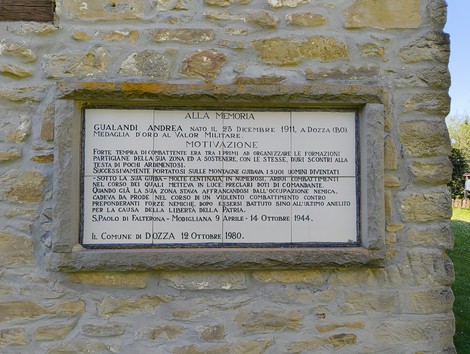 ALLA MEMORIA
GUALANDI ANDREA NATO IL 23 DICEMBRE 1911, A DOZZA (BO)
MEDAGLIA D'ORO AL VALOR MILITARE.
MOTIVAZIONE
FORTE TEMPRA DI COMBATTENTE ERA TRA I PRIMI AD ORGANIZZARE LE FORMAZIONI
PARTIGIANE DELLA SUA ZONA ED A SOSTENERE, CON LE STESSE, DURI SCONTRI ALLA
TESTA DI POCHI ARDIMENTOSI.
SUCCESSIVAMENTE PORTATOSI SULLE MONTAGNE GUIDAVA I SUOI UOMINI DIVENTATI
SOTTO LA SUA GUIDA MOLTE CENTINAIA, IN NUMEROSI, ARDUI COMBATTIMENTI
NEL CORSO DEI QUALI METTEVA IN LUCE PRECLARI DOTI DI COMANDANTE.
QUANDO GIÀ LA SUA ZONA STAVA AFFRANCANDOSI DALL'OCCUPAZIONE NEMICA,
CADEVA DA PRODE NEL CORSO DI UN VIOLENTO COMBATTIMENTO CONTRO
PREPONDERANTI FORZE NEMICHE, DOPO ESSERSI BATTUTO SINO ALL'ULTIMO ANELITO
PER LA CAUSA DELLA LIBERTÀ DELLA PATRIA.
S.PAOLO DI FALTERONA - MODIGLIANA 9 APRILE - 14 OTTOBRE 1944.
IL COMUNE DI DOZZA 12 OTTOBRE 1980.